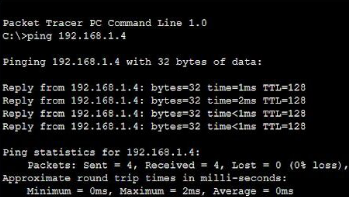 Packet Tracer PC Command Line 1.0
C:\>ping 192.168.1.4
Pinging 192.168.1.4 with 32 bytes of data:
Reply from 192.168.1.4: bytes=32 time=1ms TTL=128
Reply from 192.168.1.4: bytes=32 time=2ms TTL=128
Reply from 192.168.1.4: bytes=32 time<1ms TTL=128
Reply from 192.168.1.4: bytes=32 time<1ms TTL=128
Ping statistics for 192.168.1.4:
Packets: Sent = 4, Received = 4, Lost = 0 (0% loss),
Approximate round trip times in milli-seconds:
Minimum = 0ms, Maximum = 2ms, Average = 0ms